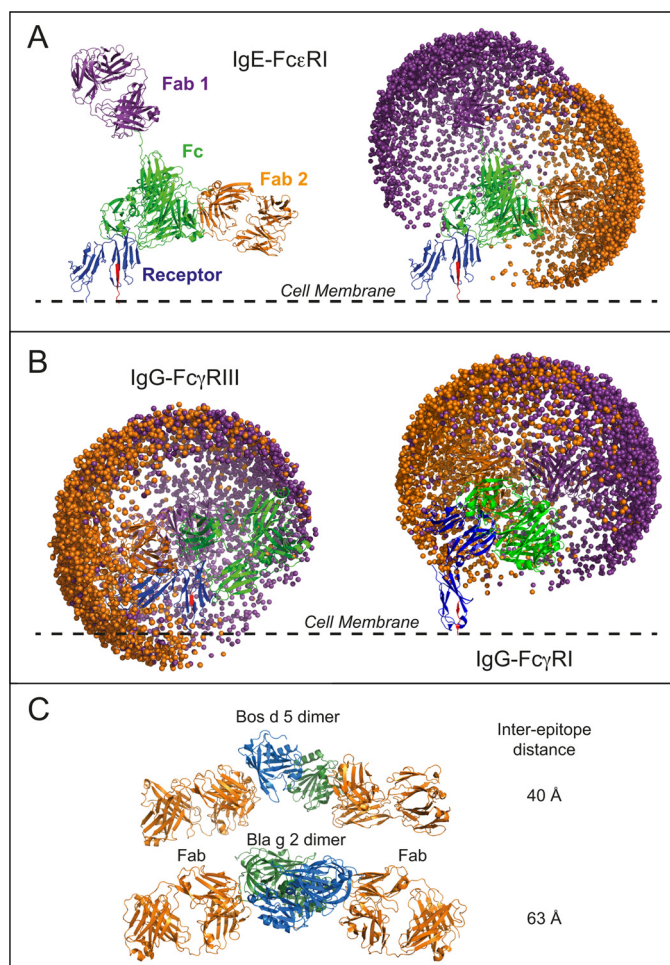 A
IgE-FcεRI
Fab 1
Fc
Fab 2
Receptor
Cell Membrane
B
IgG-FcγRIII
Cell Membrane
IgG-FcγRI
C
Bos d 5 dimer
Inter-epitope
distance
40 Å
Bla g 2 dimer
Fab
Fab
63 Å